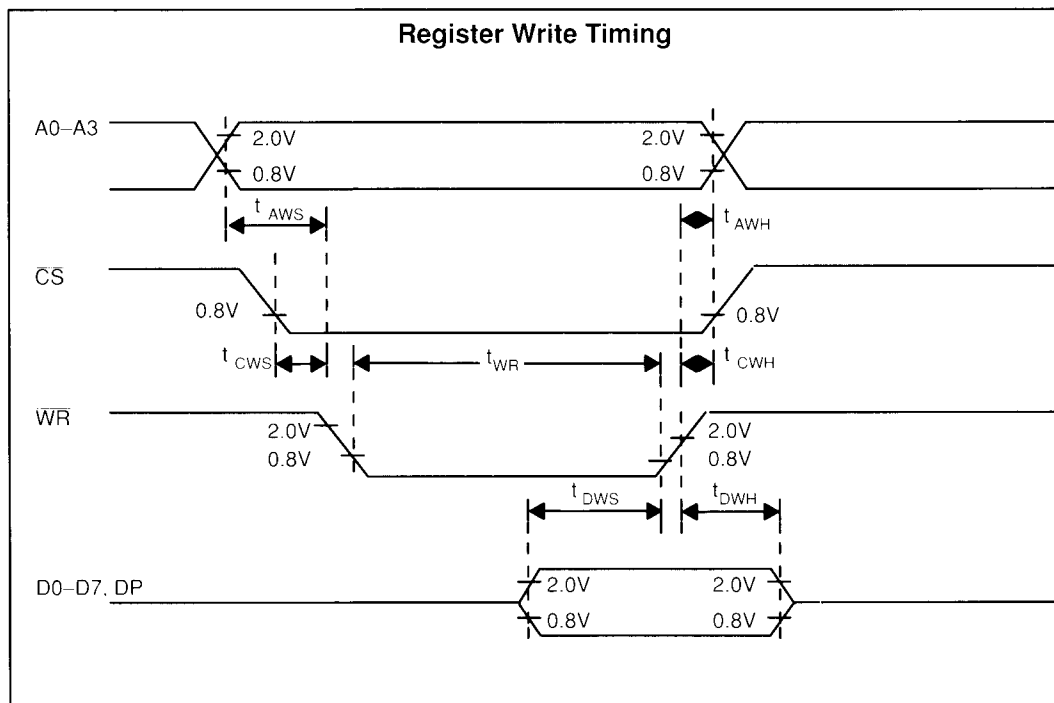 Register Write Timing
A0–A3
2.0V
2.0V
0.8V
0.8V
t AWS
t AWH
C̅S̅
0.8V
0.8V
t CWS
t WR
t CWH
W̅R̅
2.0V
2.0V
0.8V
0.8V
t DWS
t DWH
D0–D7, DP
2.0V
2.0V
0.8V
0.8V